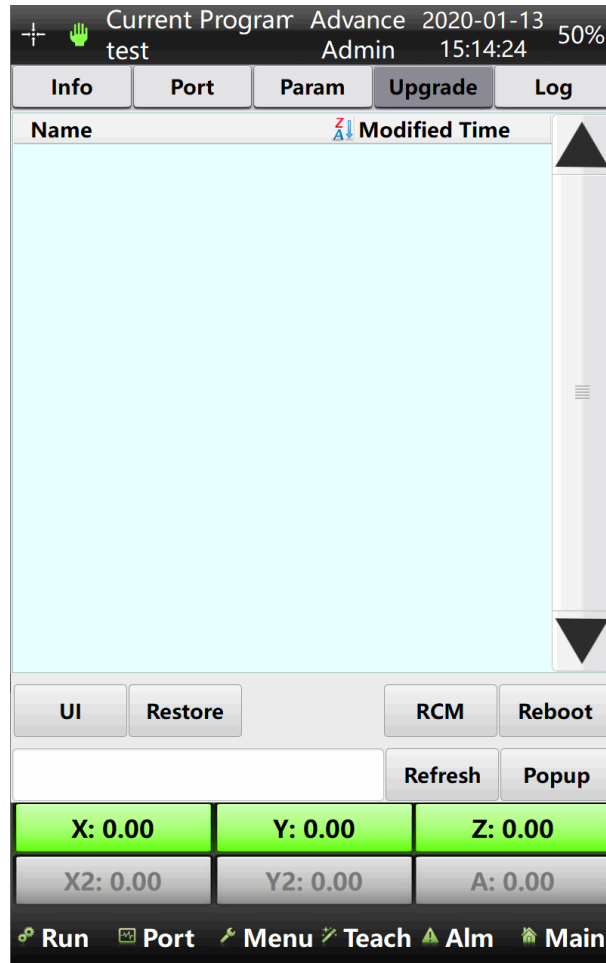 Current Program Advance 2020-01-13 50%
test Admin 15:14:24
Info Port Param Upgrade Log
Name Modified Time
UI Restore RCM Reboot
Refresh Popup
X: 0.00 Y: 0.00 Z: 0.00
X2: 0.00 Y2: 0.00 A: 0.00
Run Port Menu Teach Alm Main